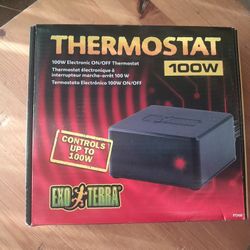 THERMOSTAT
100W
100W Electronic ON/OFF Thermostat
Thermostat électronique à
interrupteur marche-arrêt 100 W
Termostato Electrónico 100W ON/OFF
CONTROLS
UP TO
100W
EXO TERRA